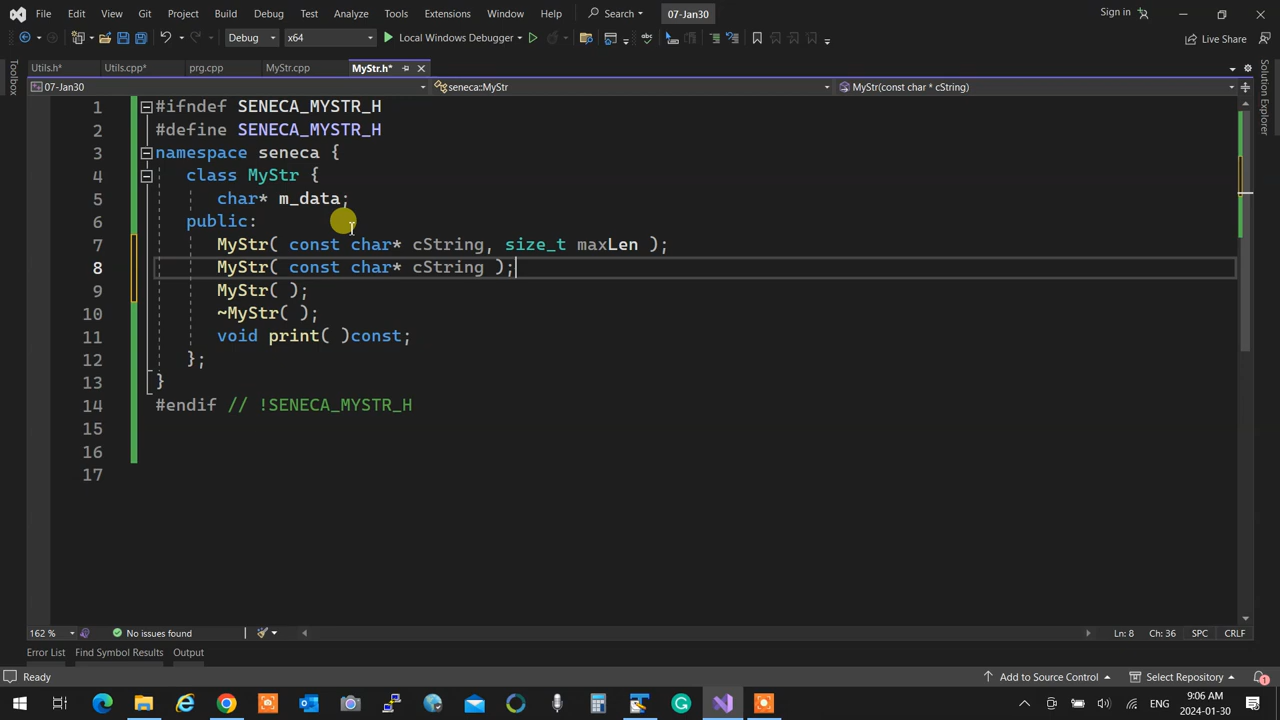 File Edit View Git Project Build Debug Test Analyze Tools Extensions Window Help Search 07-Jan30 Sign in
Debug x64 Local Windows Debugger Live Share
Toolbox
Utils.h* Utils.cpp* prg.cpp MyStr.cpp MyStr.h*
07-Jan30 seneca::MyStr MyStr(const char * cString)
Solution Explorer
1 #ifndef SENECA_MYSTR_H
2 #define SENECA_MYSTR_H
3 namespace seneca {
4 class MyStr {
5 char* m_data;
6 public:
7 MyStr( const char* cString, size_t maxLen );
8 MyStr( const char* cString );
9 MyStr( );
10 ~MyStr( );
11 void print( )const;
12 };
13 }
14 #endif // !SENECA_MYSTR_H
15
16
17
162 % No issues found Ln: 8 Ch: 36 SPC CRLF
Error List Find Symbol Results Output
Ready Add to Source Control Select Repository 1
ENG 9:06 AM
2024-01-30